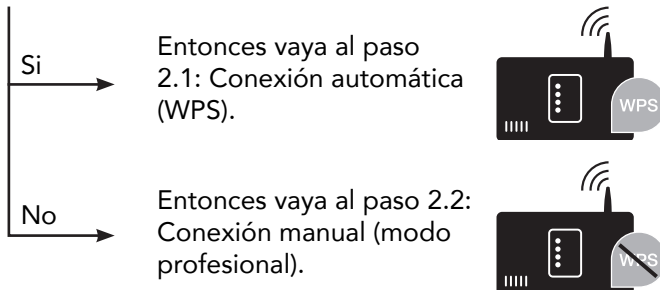 Si
Entonces vaya al paso
2.1: Conexión automática
(WPS).
WPS
No
Entonces vaya al paso 2.2:
Conexión manual (modo
profesional).
WPS